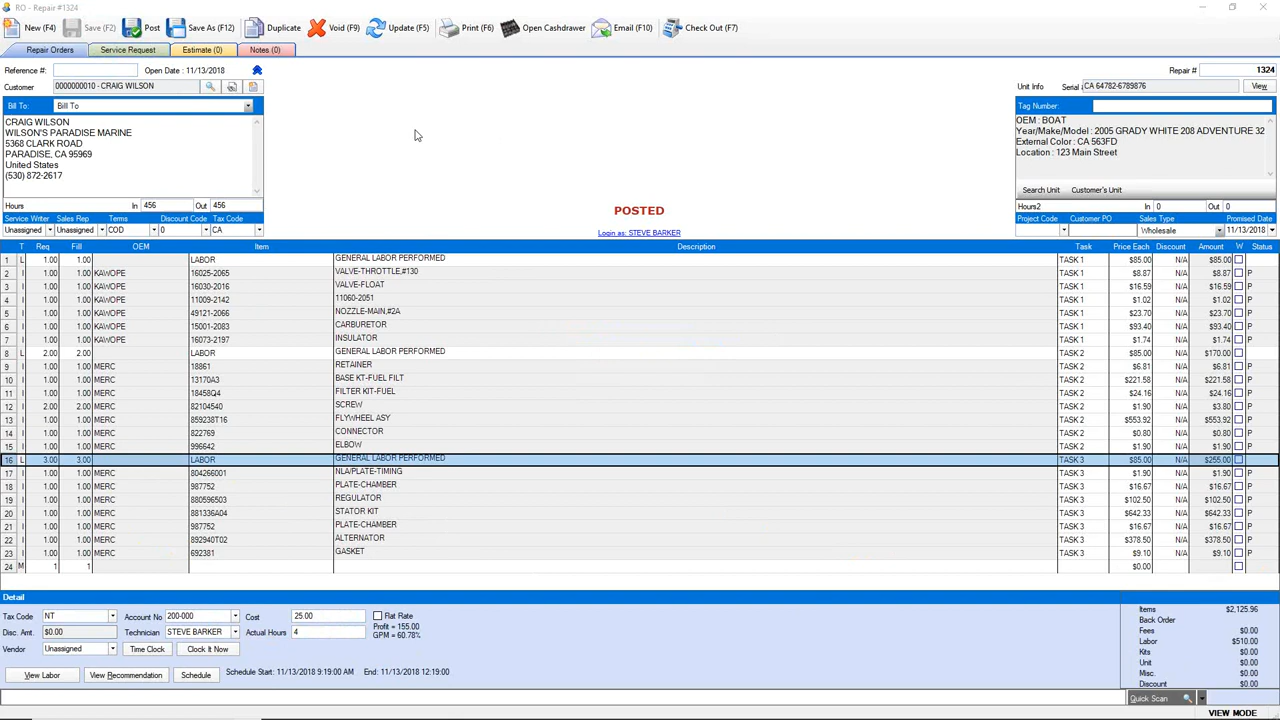 RO - Repair #1324
New (F4) Save (F2) Post Save As (F12) Duplicate Void (F9) Update (F5) Print (F6) Open Cashdrawer Email (F10) Check Out (F7)
Repair Orders Service Request Estimate (0) Notes (0)
Reference #: Open Date : 11/13/2018 Repair # 1324
Customer 0000000010 - CRAIG WILSON Unit Info Serial CA 64782-6789876 View
Bill To: Bill To Tag Number:
CRAIG WILSON
WILSON'S PARADISE MARINE
5368 CLARK ROAD
PARADISE, CA 95969
United States
(530) 872-2617
OEM : BOAT
Year/Make/Model : 2005 GRADY WHITE 208 ADVENTURE 32
External Color : CA 563FD
Location : 123 Main Street
Search Unit Customer's Unit
Hours In 456 Out 456 Hours2 In 0 Out 0
POSTED
Service Writer Sales Rep Terms Discount Code Tax Code Project Code Customer PO Sales Type Promised Date
Unassigned Unassigned COD 0 CA Login as: STEVE BARKER Wholesale 11/13/2018
T Req Fill OEM Item Description Task Price Each Discount Amount W Status
1 L 1.00 1.00 LABOR GENERAL LABOR PERFORMED TASK 1 $85.00 N/A $85.00
2 I 1.00 1.00 KAWOPE 16025-2065 VALVE-THROTTLE,#130 TASK 1 $8.87 N/A $8.87 P
3 I 1.00 1.00 KAWOPE 16030-2016 VALVE-FLOAT TASK 1 $16.59 N/A $16.59 P
4 I 1.00 1.00 KAWOPE 11009-2142 11060-2051 TASK 1 $1.02 N/A $1.02 P
5 I 1.00 1.00 KAWOPE 49121-2066 NOZZLE-MAIN,#2A TASK 1 $23.70 N/A $23.70 P
6 I 1.00 1.00 KAWOPE 15001-2083 CARBURETOR TASK 1 $93.40 N/A $93.40 P
7 I 1.00 1.00 KAWOPE 16073-2197 INSULATOR TASK 1 $1.74 N/A $1.74 P
8 L 2.00 2.00 LABOR GENERAL LABOR PERFORMED TASK 2 $85.00 N/A $170.00
9 I 1.00 1.00 MERC 18861 RETAINER TASK 2 $6.81 N/A $6.81 P
10 I 1.00 1.00 MERC 13170A3 BASE KT-FUEL FILT TASK 2 $221.58 N/A $221.58 P
11 I 1.00 1.00 MERC 18458Q4 FILTER KIT-FUEL TASK 2 $24.16 N/A $24.16 P
12 I 2.00 2.00 MERC 82104540 SCREW TASK 2 $1.90 N/A $3.80 P
13 I 1.00 1.00 MERC 859238T16 FLYWHEEL ASY TASK 2 $553.92 N/A $553.92 P
14 I 1.00 1.00 MERC 822769 CONNECTOR TASK 2 $0.80 N/A $0.80 P
15 I 1.00 1.00 MERC 996642 ELBOW TASK 2 $1.90 N/A $1.90 P
16 L 3.00 3.00 MERC LABOR GENERAL LABOR PERFORMED TASK 3 $85.00 N/A $255.00
17 I 1.00 1.00 MERC 804266001 NLA/PLATE-TIMING TASK 3 $1.90 N/A $1.90 P
18 I 1.00 1.00 MERC 987752 PLATE-CHAMBER TASK 3 $16.67 N/A $16.67 P
19 I 1.00 1.00 MERC 880596503 REGULATOR TASK 3 $102.50 N/A $102.50 P
20 I 1.00 1.00 MERC 881336A04 STATOR KIT TASK 3 $642.33 N/A $642.33 P
21 I 1.00 1.00 MERC 987752 PLATE-CHAMBER TASK 3 $16.67 N/A $16.67 P
22 I 1.00 1.00 MERC 892940T02 ALTERNATOR TASK 3 $378.50 N/A $378.50 P
23 I 1.00 1.00 MERC 692381 GASKET TASK 3 $9.10 N/A $9.10 P
24 M 1 1 $0.00
Detail
Tax Code NT Account No 200-000 Cost 25.00 Flat Rate
Disc. Amt. $0.00 Technician STEVE BARKER Actual Hours 4 Profit = 155.00
GPM = 60.78%
Vendor Unassigned Time Clock Clock It Now
View Labor View Recommendation Schedule Schedule Start: 11/13/2018 9:19:00 AM End: 11/13/2018 12:19:00
Items $2,125.96
Back Order
Fees $0.00
Labor $510.00
Kits $0.00
Unit $0.00
Misc. $0.00
Discount $0.00
Quick Scan
VIEW MODE